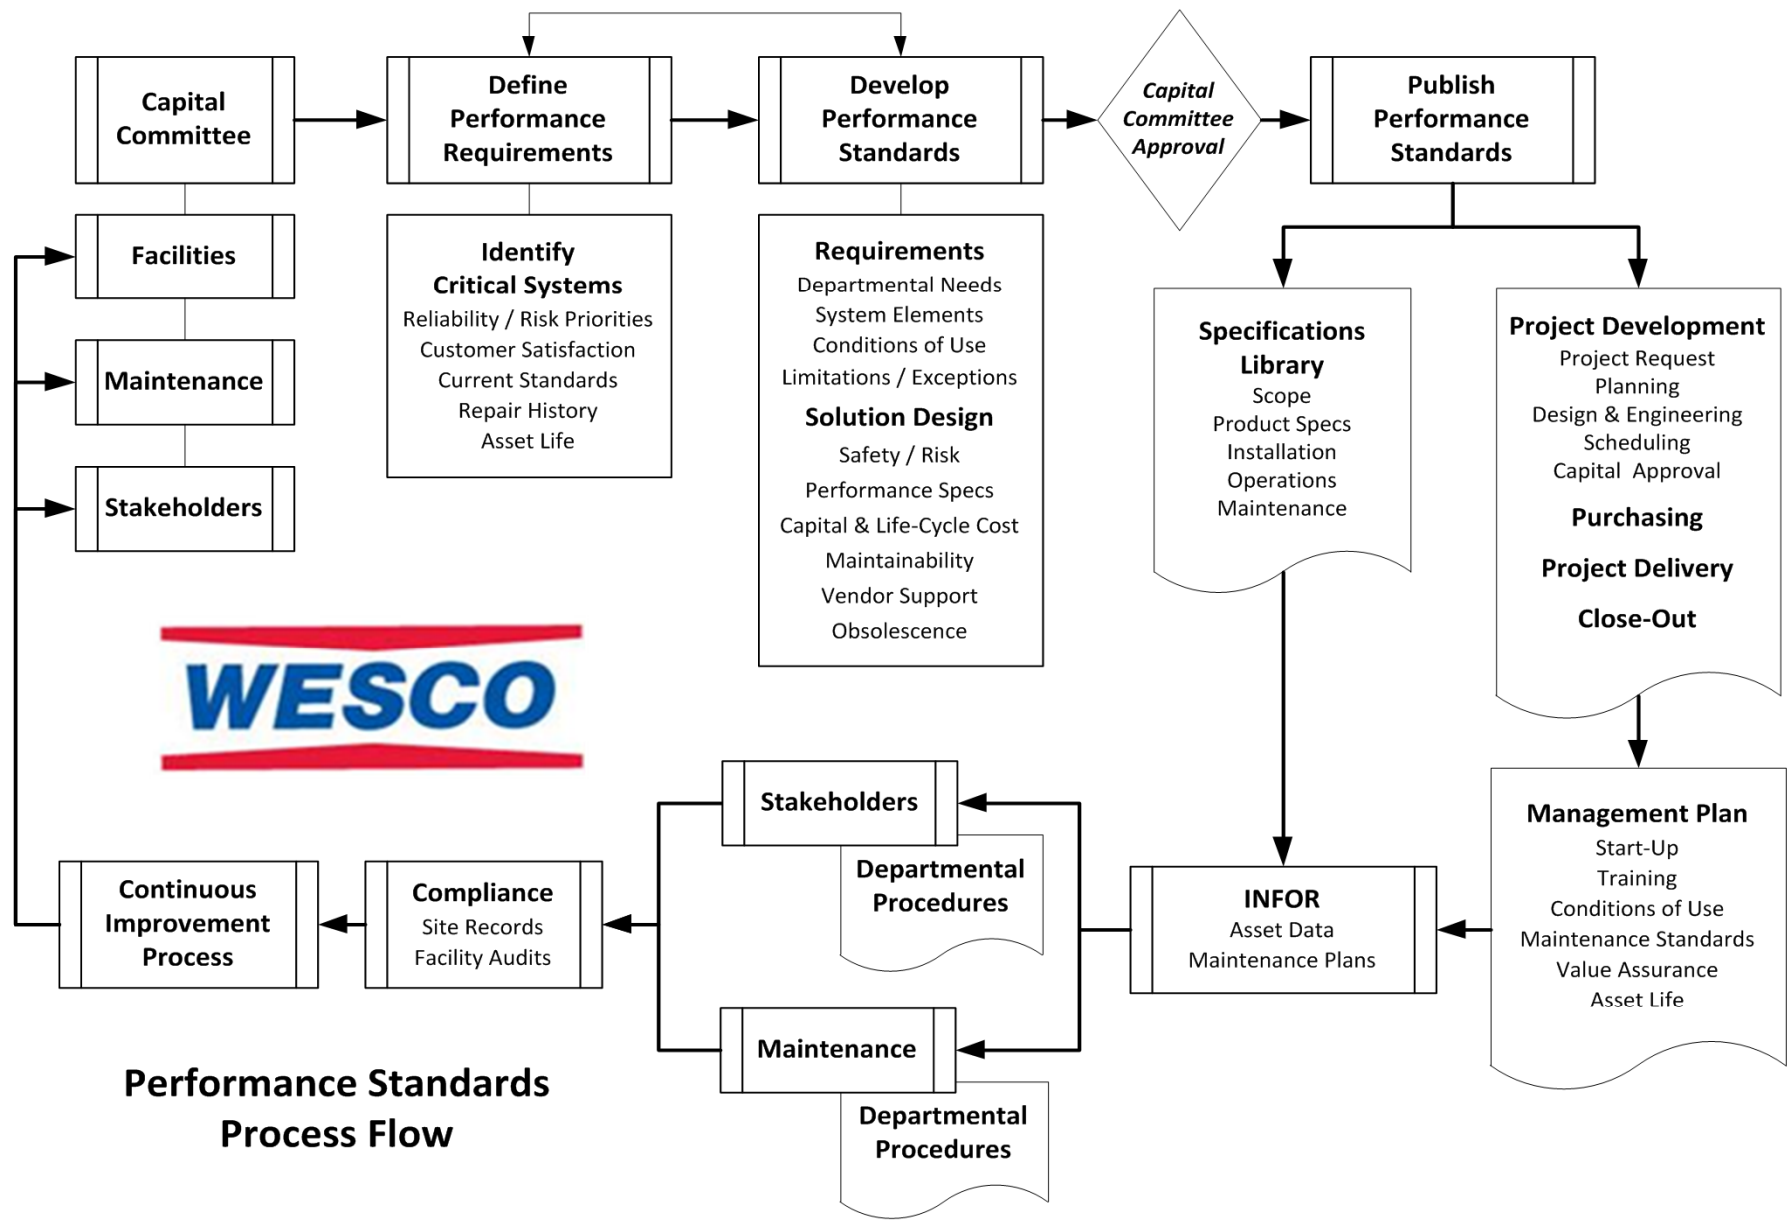 Capital
Committee
Define
Performance
Requirements
Develop
Performance
Standards
Capital
Committee
Approval
Publish
Performance
Standards
Facilities
Maintenance
Stakeholders
Identify
Critical Systems
Reliability / Risk Priorities
Customer Satisfaction
Current Standards
Repair History
Asset Life
Requirements
Departmental Needs
System Elements
Conditions of Use
Limitations / Exceptions
Solution Design
Safety / Risk
Performance Specs
Capital & Life-Cycle Cost
Maintainability
Vendor Support
Obsolescence
Specifications
Library
Scope
Product Specs
Installation
Operations
Maintenance
Project Development
Project Request
Planning
Design & Engineering
Scheduling
Capital Approval
Purchasing
Project Delivery
Close-Out
WESCO
Management Plan
Start-Up
Training
Conditions of Use
Maintenance Standards
Value Assurance
Asset Life
INFOR
Asset Data
Maintenance Plans
Stakeholders
Departmental
Procedures
Maintenance
Departmental
Procedures
Compliance
Site Records
Facility Audits
Continuous
Improvement
Process
Performance Standards
Process Flow